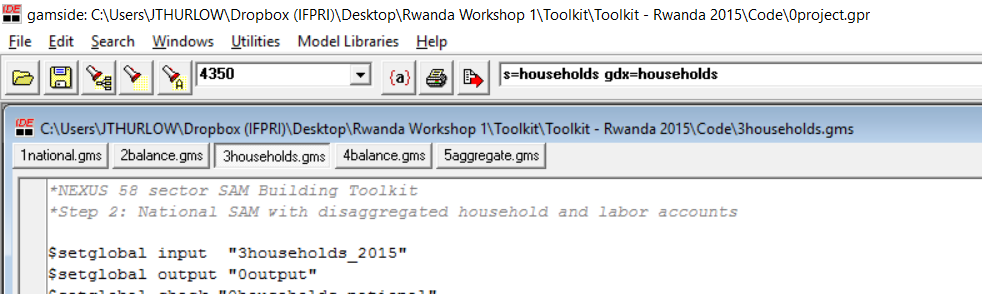 IDE gamside: C:\Users\JTHURLOW\Dropbox (IFPRI)\Desktop\Rwanda Workshop 1\Toolkit\Toolkit - Rwanda 2015\Code\0project.gpr
File Edit Search Windows Utilities Model Libraries Help
A 4350 {a} s=households gdx=households
IDE C:\Users\JTHURLOW\Dropbox (IFPRI)\Desktop\Rwanda Workshop 1\Toolkit\Toolkit - Rwanda 2015\Code\3households.gms
1national.gms 2balance.gms 3households.gms 4balance.gms 5aggregate.gms
*NEXUS 58 sector SAM Building Toolkit
*Step 2: National SAM with disaggregated household and labor accounts
$setglobal input "3households_2015"
$setglobal output "0output"